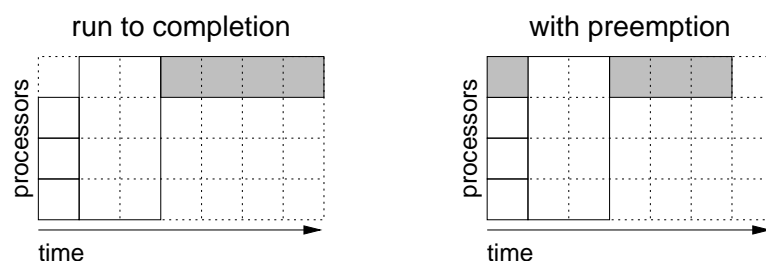 run to completion
processors
time
with preemption
processors
time